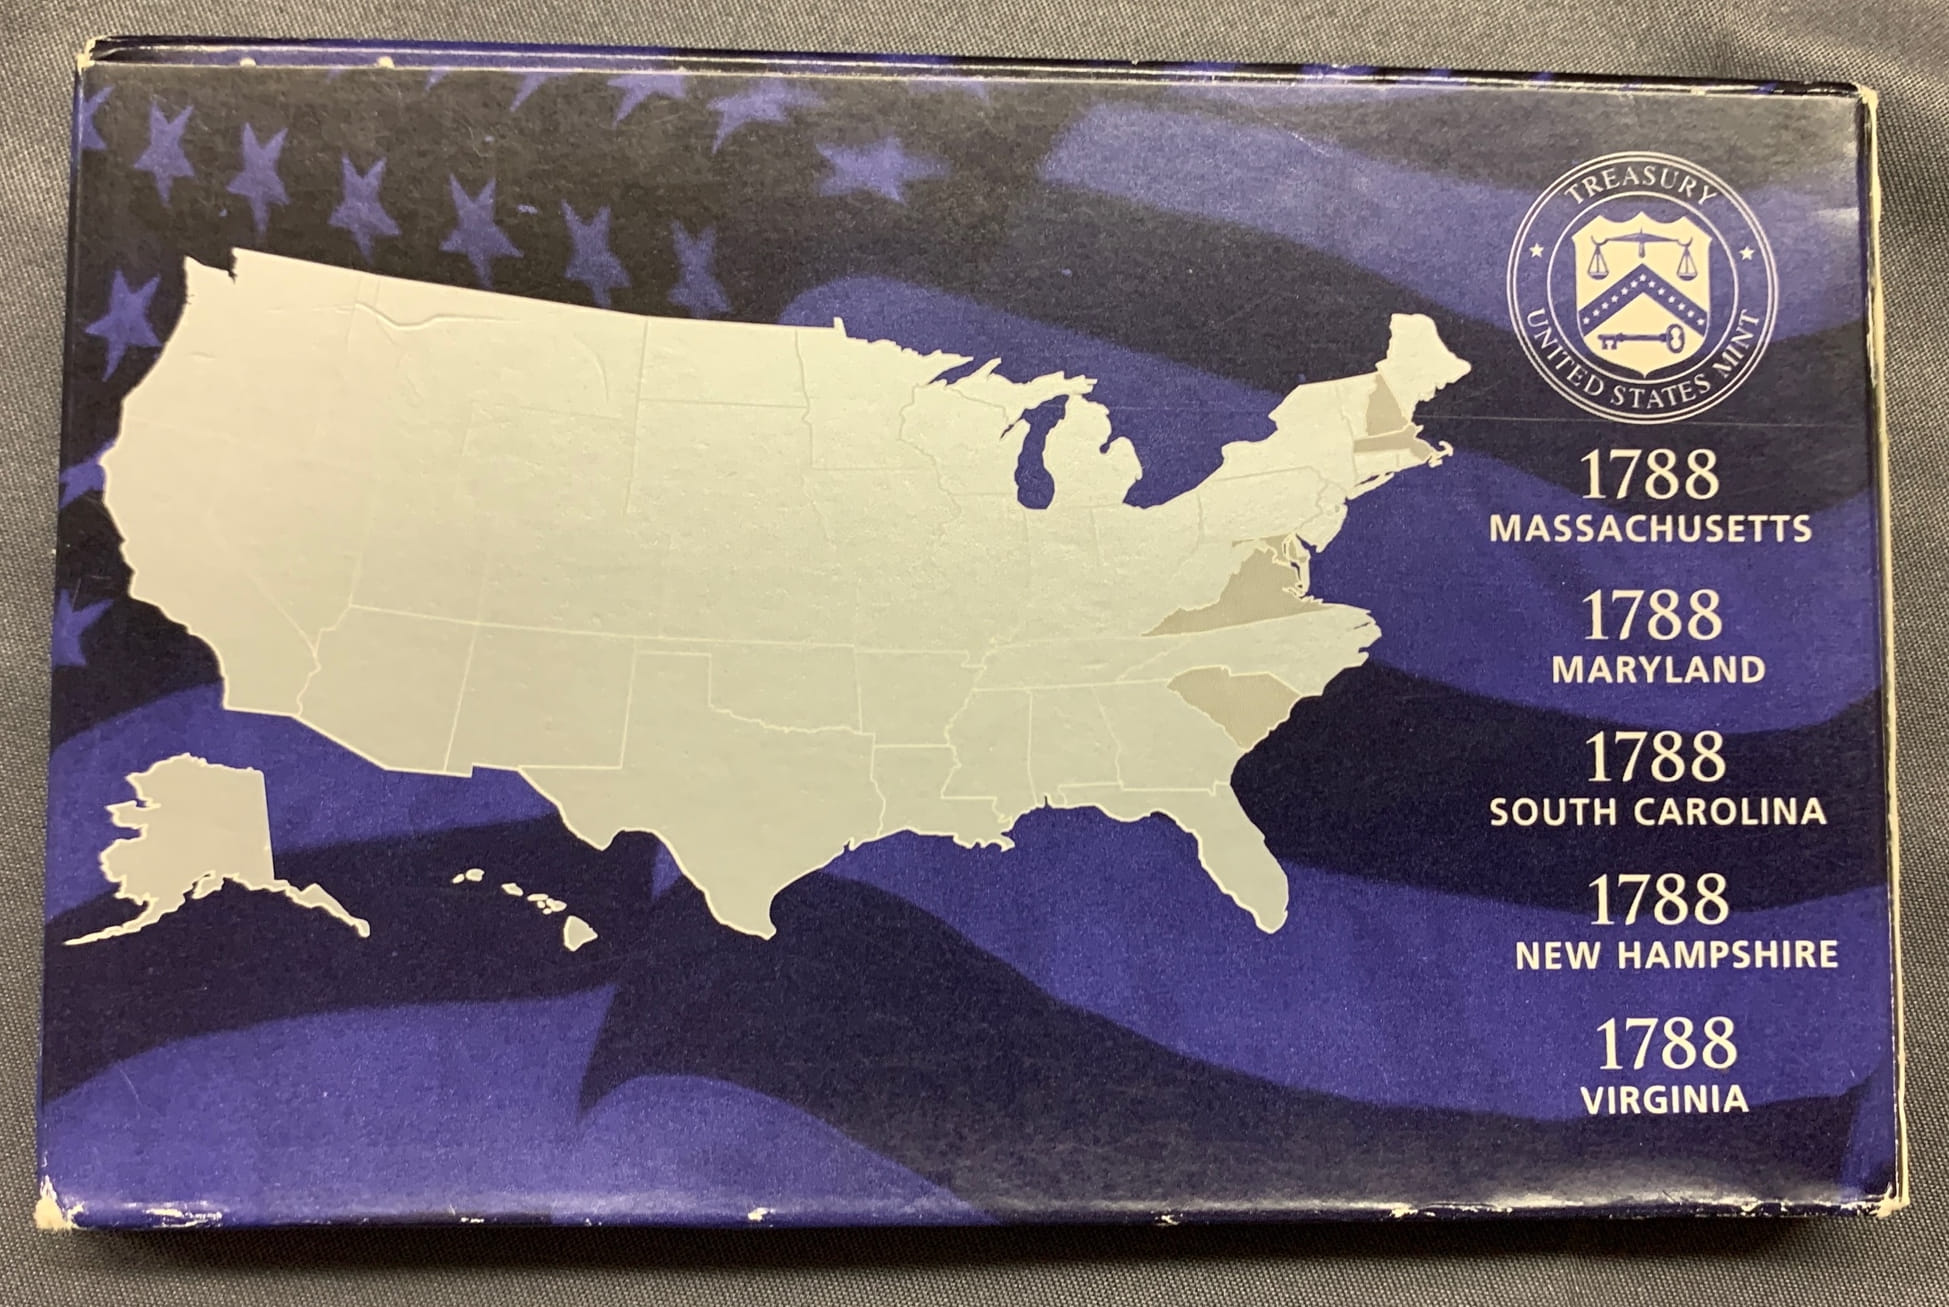 TREASURY
UNITED STATES MINT
1788
MASSACHUSETTS
1788
MARYLAND
1788
SOUTH CAROLINA
1788
NEW HAMPSHIRE
1788
VIRGINIA